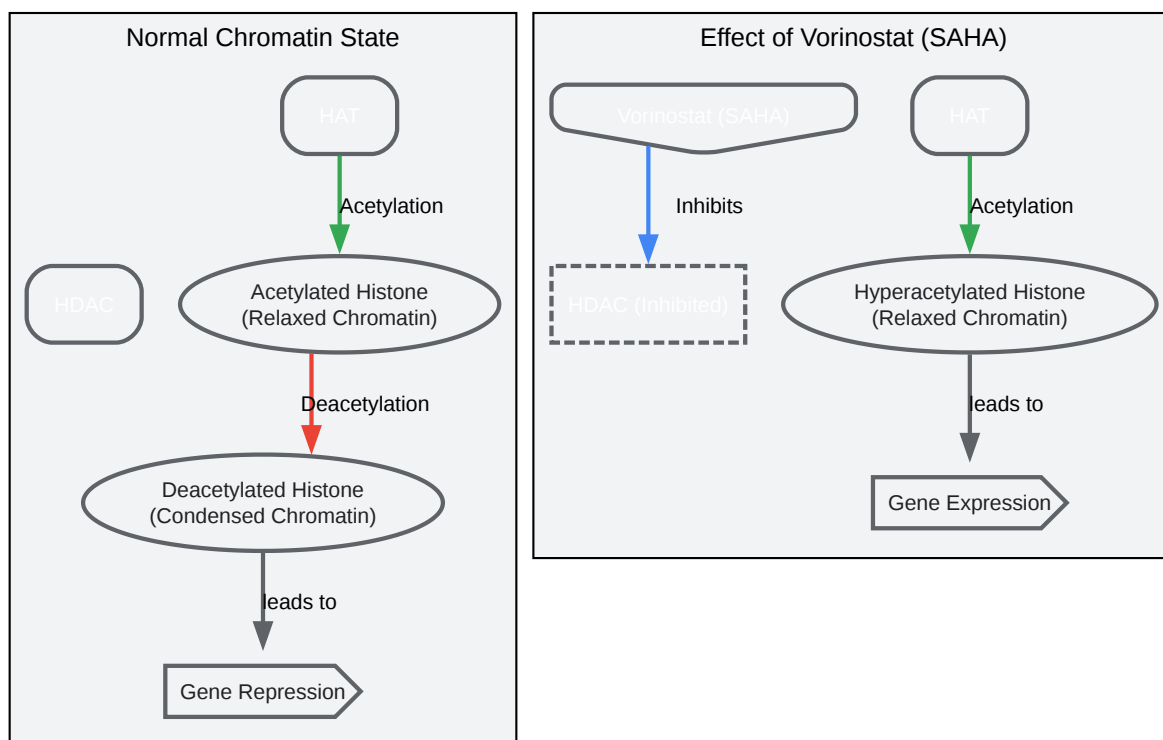 Normal Chromatin State
HAT
Acetylation
HDAC
Acetylated Histone
(Relaxed Chromatin)
Deacetylation
Deacetylated Histone
(Condensed Chromatin)
leads to
Gene Repression
Effect of Vorinostat (SAHA)
Vorinostat (SAHA)
HAT
Inhibits
Acetylation
HDAC (Inhibited)
Hyperacetylated Histone
(Relaxed Chromatin)
leads to
Gene Expression